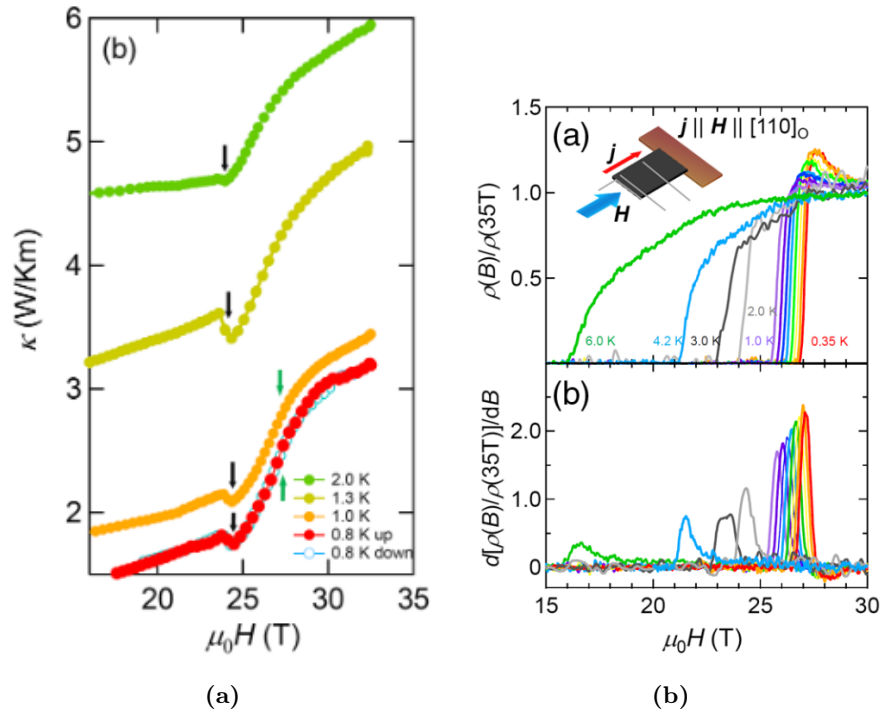 (b)
κ (W/Km)
6
5
4
3
2
2.0 K
1.3 K
1.0 K
0.8 K up
0.8 K down
20
25
30
35
μ₀H (T)
(a)
(a)
j || H || [110]O
j
H
ρ(B)/ρ(35T)
1.5
1.0
0.5
6.0 K
4.2 K
3.0 K
2.0 K
1.0 K
0.35 K
(b)
d[ρ(B)/ρ(35T)]/dB
2.0
1.0
0
15
20
25
30
μ₀H (T)
(b)